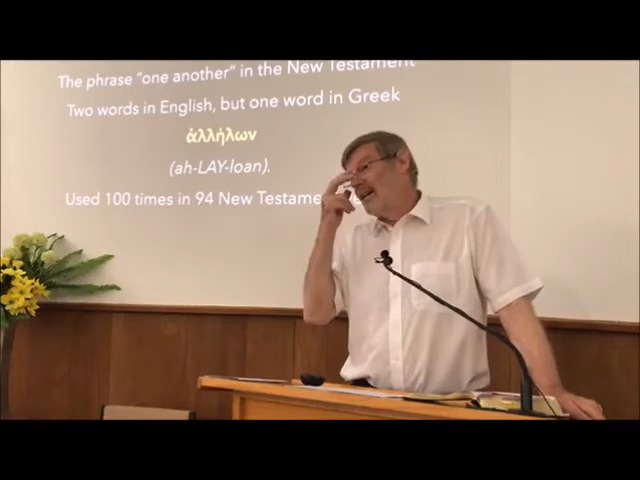 The phrase "one another" in the New Testament
Two words in English, but one word in Greek
ἀλλήλων
(ah-LAY-loan).
Used 100 times in 94 New Testame